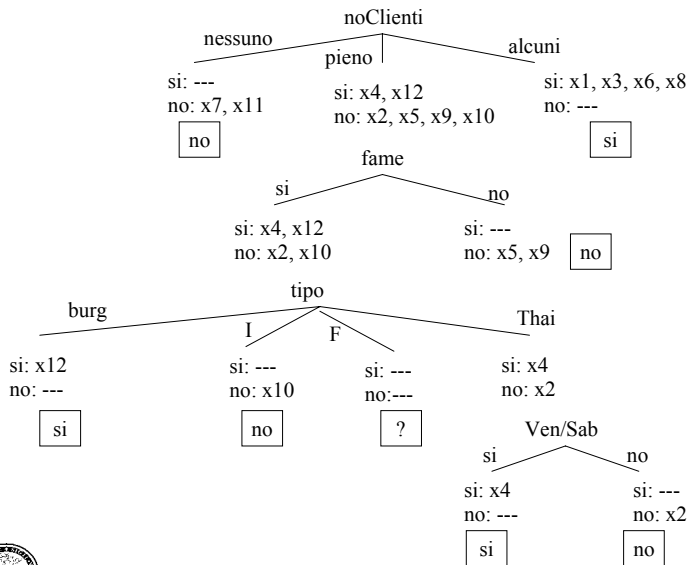 noClienti
nessuno
pieno
alcuni
si: ---
no: x7, x11
no
si: x4, x12
no: x2, x5, x9, x10
si: x1, x3, x6, x8
no: ---
si
fame
si
no
si: x4, x12
no: x2, x10
si: ---
no: x5, x9
no
tipo
burg
I
F
Thai
si: x12
no: ---
si
si: ---
no: x10
no
si: ---
no:---
?
si: x4
no: x2
Ven/Sab
si
no
si: x4
no: ---
si
si: ---
no: x2
no